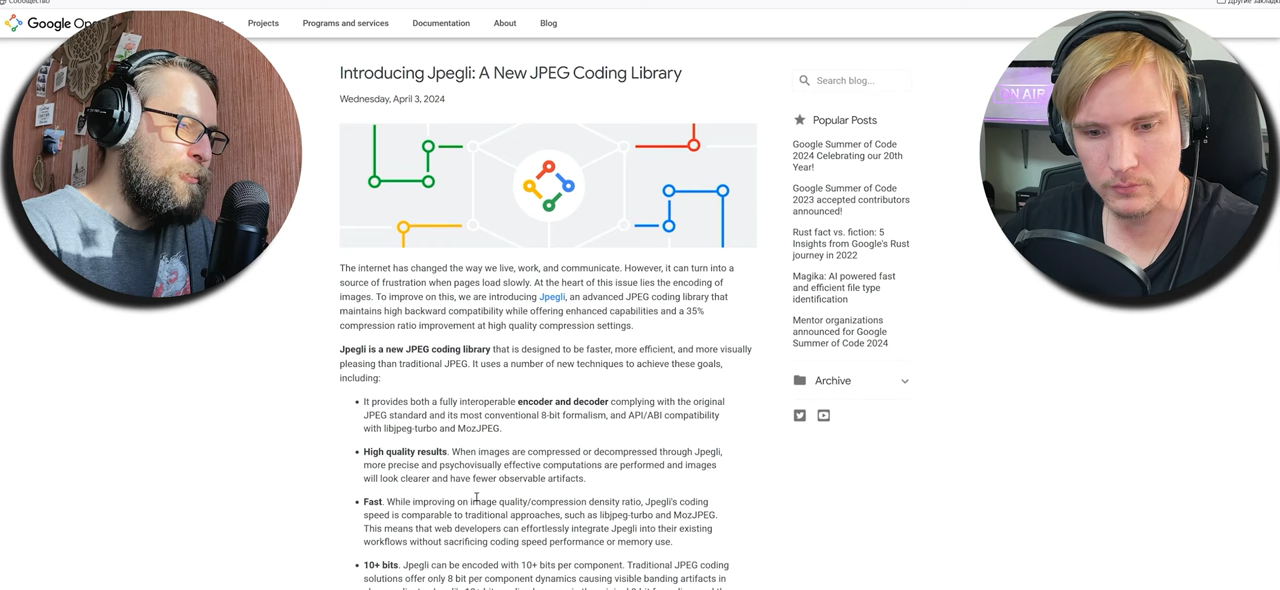 Сообщество
Другие закладки
Google
Projects
Programs and services
Documentation
About
Blog
Introducing Jpegli: A New JPEG Coding Library
Wednesday, April 3, 2024
The internet has changed the way we live, work, and communicate. However, it can turn into a
source of frustration when pages load slowly. At the heart of this issue lies the encoding of
images. To improve on this, we are introducing Jpegli, an advanced JPEG coding library that
maintains high backward compatibility while offering enhanced capabilities and a 35%
compression ratio improvement at high quality compression settings.
Jpegli is a new JPEG coding library that is designed to be faster, more efficient, and more visually
pleasing than traditional JPEG. It uses a number of new techniques to achieve these goals,
including:
• It provides both a fully interoperable encoder and decoder complying with the original
JPEG standard and its most conventional 8-bit formalism, and API/ABI compatibility
with libjpeg-turbo and MozJPEG.
• High quality results. When images are compressed or decompressed through Jpegli,
more precise and psychovisually effective computations are performed and images
will look clearer and have fewer observable artifacts.
• Fast. While improving on image quality/compression density ratio, Jpegli's coding
speed is comparable to traditional approaches, such as libjpeg-turbo and MozJPEG.
This means that web developers can effortlessly integrate Jpegli into their existing
workflows without sacrificing coding speed performance or memory use.
• 10+ bits. Jpegli can be encoded with 10+ bits per component. Traditional JPEG coding
solutions offer only 8 bit per component dynamics causing visible banding artifacts in
Search blog...
Popular Posts
Google Summer of Code
2024 Celebrating our 20th
Year!
Google Summer of Code
2023 accepted contributors
announced!
Rust fact vs. fiction: 5
Insights from Google's Rust
journey in 2022
Magika: AI powered fast
and efficient file type
identification
Mentor organizations
announced for Google
Summer of Code 2024
Archive
ON AIR